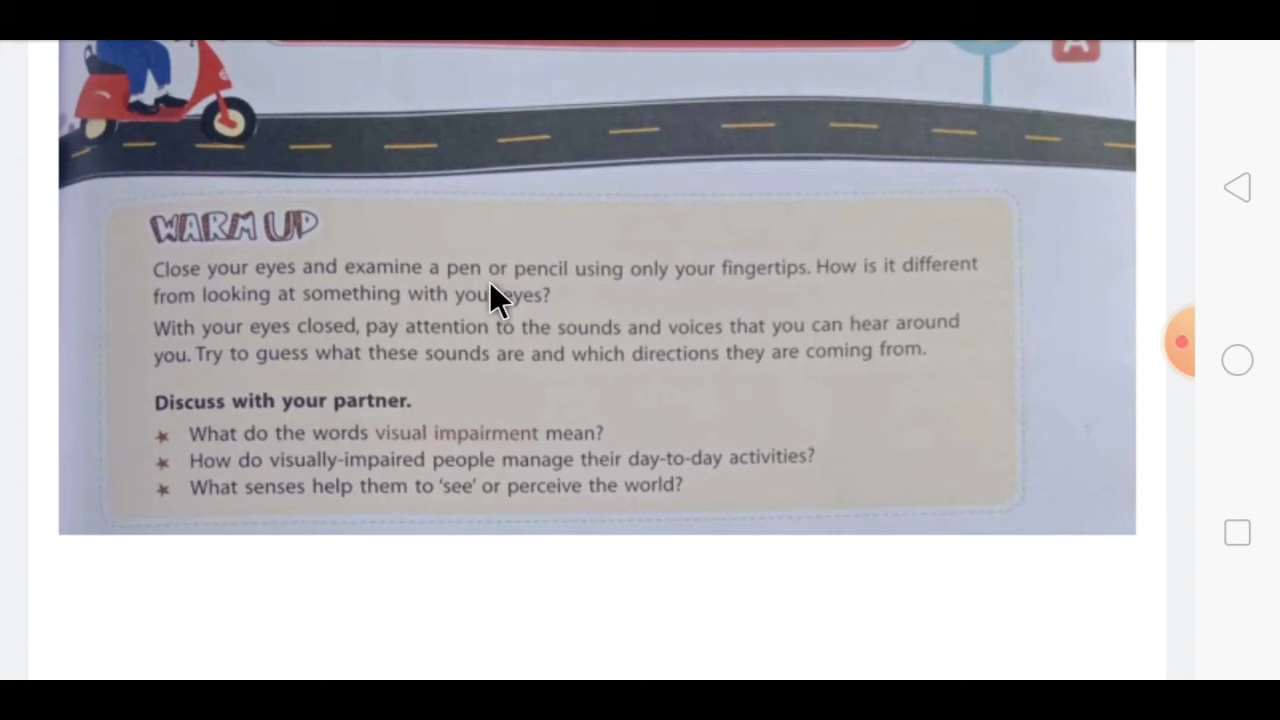 WARM UP
Close your eyes and examine a pen or pencil using only your fingertips. How is it different
from looking at something with your eyes?
With your eyes closed, pay attention to the sounds and voices that you can hear around
you. Try to guess what these sounds are and which directions they are coming from.
Discuss with your partner.
★ What do the words visual impairment mean?
★ How do visually-impaired people manage their day-to-day activities?
★ What senses help them to ‘see’ or perceive the world?